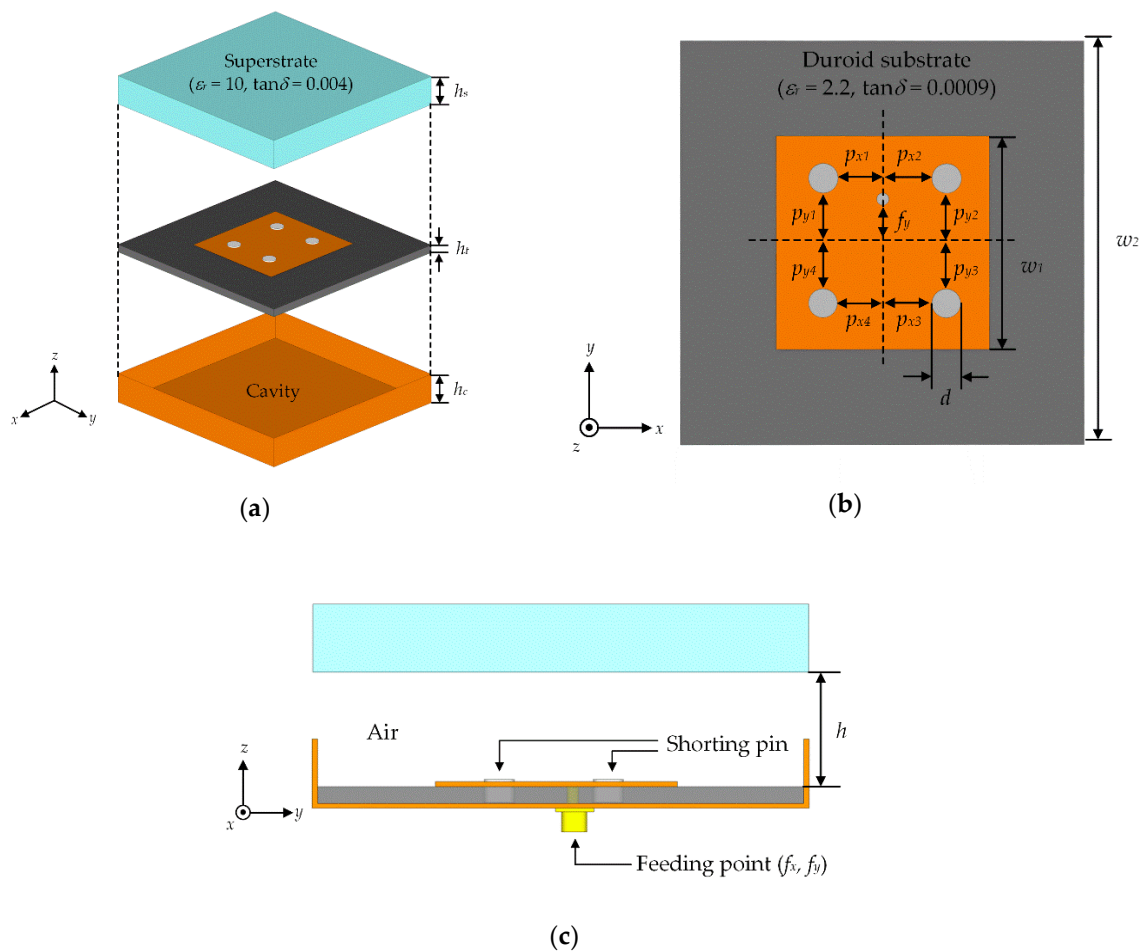 Superstrate
(εr = 10, tanδ = 0.004)
hs
ht
Cavity
hc
z
x
y
(a)
Duroid substrate
(εr = 2.2, tanδ = 0.0009)
px1
px2
py1
fy
py2
w2
py4
py3
w1
px4
px3
d
y
x
z
(b)
Air
h
Shorting pin
z
y
x
Feeding point (fx, fy)
(c)